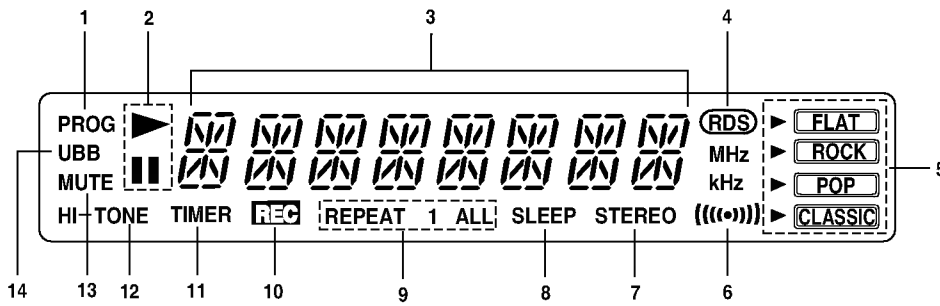 1 2 3 4
PROG RDS FLAT
UBB MHz ROCK
MUTE kHz POP
HI-TONE TIMER REC REPEAT 1 ALL SLEEP STEREO CLASSIC
5
14 13 12 11 10 9 8 7 6